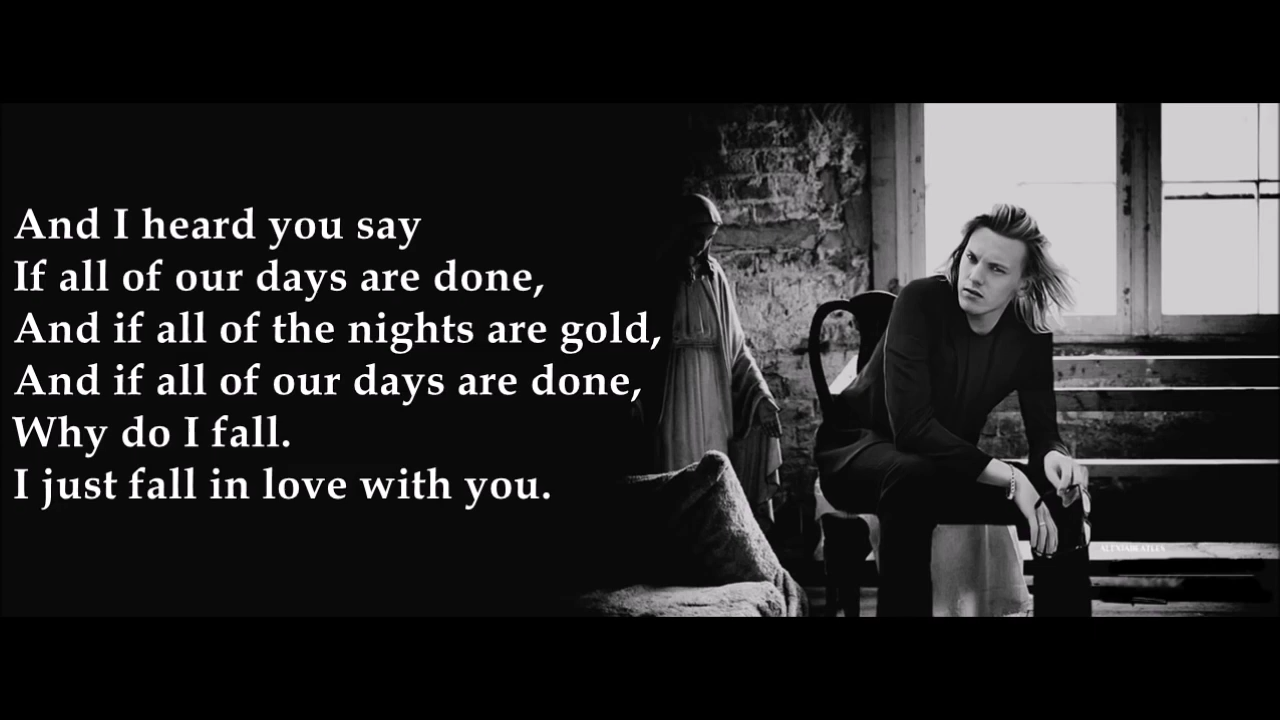 And I heard you say
If all of our days are done,
And if all of the nights are gold,
And if all of our days are done,
Why do I fall.
I just fall in love with you.